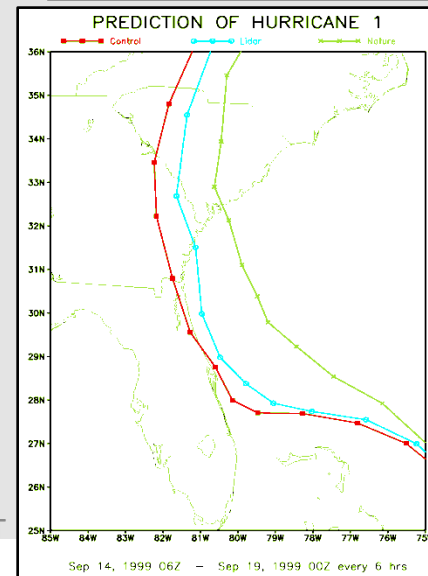 PREDICTION OF HURRICANE 1
Control Lidar Nature
36N
35N
34N
33N
32N
31N
30N
29N
28N
27N
26N
25N
85W 84W 83W 82W 81W 80W 79W 78W 77W 76W 75W
Sep 14, 1999 06Z — Sep 19, 1999 00Z every 6 hrs